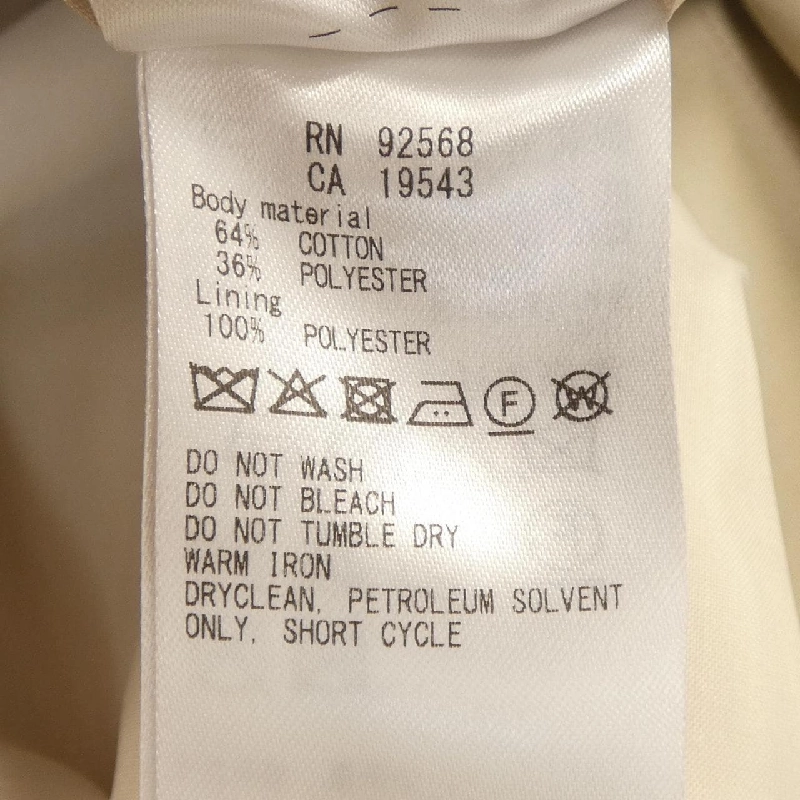 RN 92568
CA 19543
Body material
64% COTTON
36% POLYESTER
Lining
100% POLYESTER
F W
DO NOT WASH
DO NOT BLEACH
DO NOT TUMBLE DRY
WARM IRON
DRYCLEAN, PETROLEUM SOLVENT
ONLY, SHORT CYCLE